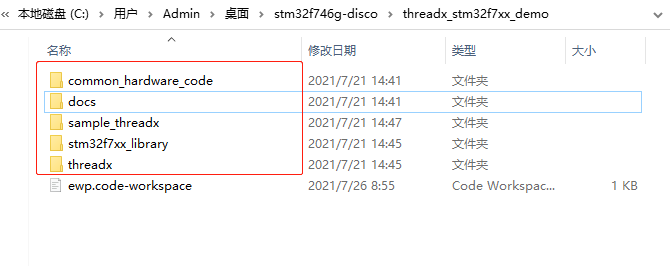 本地磁盘 (C:) > 用户 > Admin > 桌面 > stm32f746g-disco > threadx_stm32f7xx_demo
名称 修改日期 类型 大小
common_hardware_code 2021/7/21 14:41 文件夹
docs 2021/7/21 14:41 文件夹
sample_threadx 2021/7/21 14:47 文件夹
stm32f7xx_library 2021/7/21 14:45 文件夹
threadx 2021/7/21 14:45 文件夹
ewp.code-workspace 2021/7/26 8:55 Code Workspac... 1 KB